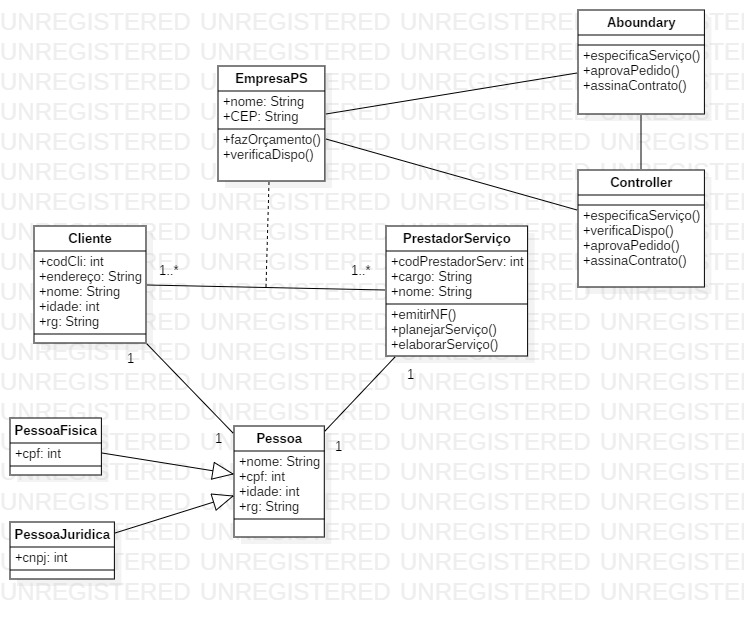 Aboundary
+especificaServiço()
+aprovaPedido()
+assinaContrato()
EmpresaPS
+nome: String
+CEP: String
+fazOrçamento()
+verificaDispo()
Controller
+especificaServiço()
+verificaDispo()
+aprovaPedido()
+assinaContrato()
Cliente
+codCli: int
+endereço: String
+nome: String
+idade: int
+rg: String
1..*
1..*
PrestadorServiço
+codPrestadorServ: int
+cargo: String
+nome: String
+emitirNF()
+planejarServiço()
+elaborarServiço()
1
1
1
1
PessoaFisica
+cpf: int
Pessoa
+nome: String
+cpf: int
+idade: int
+rg: String
PessoaJuridica
+cnpj: int
UNREGISTERED